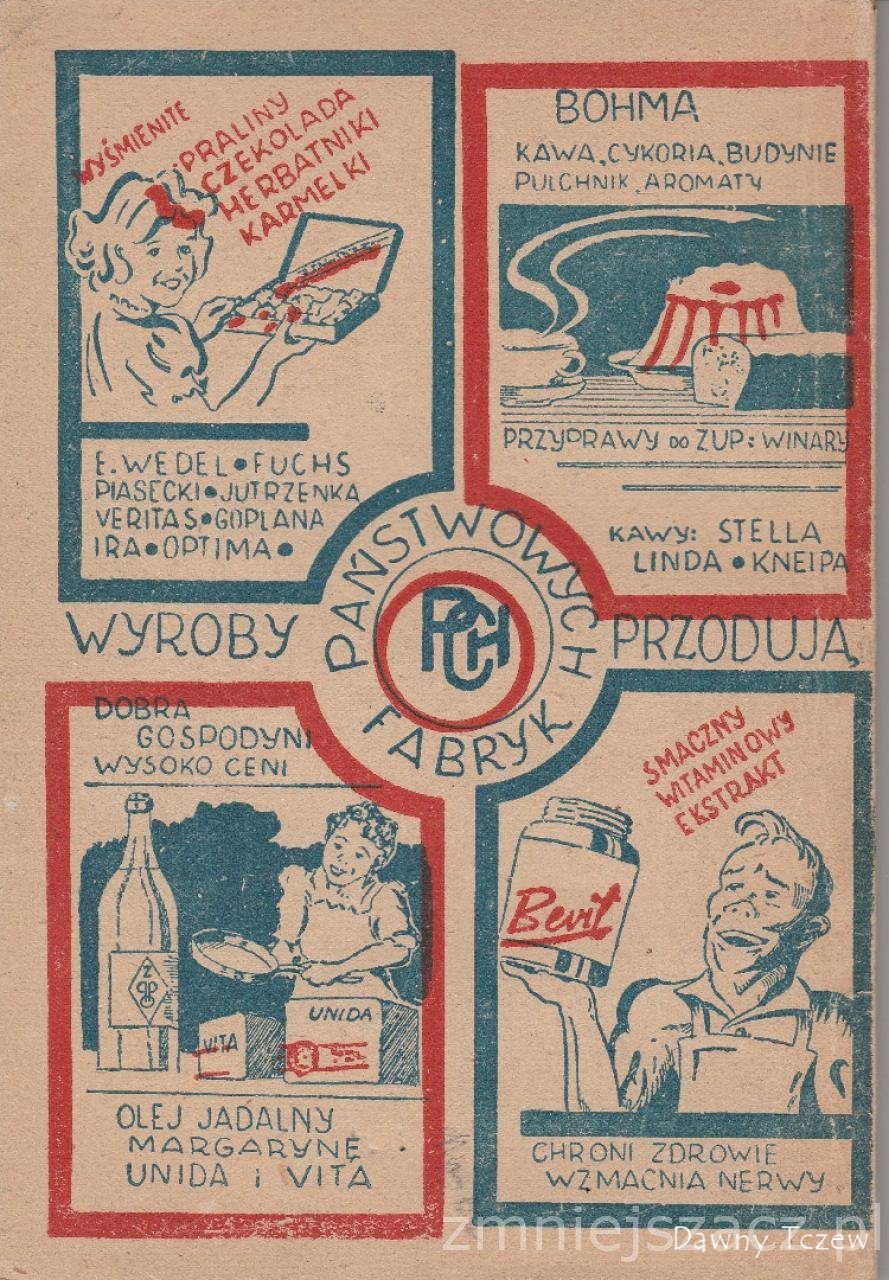 WYŚMIENITE
PRALINY
CZEKOLADA
HERBATNIKI
KARMELKI
E. WEDEL • FUCHS
PIASECKI • JUTRZENKA
VERITAS • GOPLANA
IRA • OPTIMA •
BOHMA
KAWA, CYKORIA, BUDYNIE
PULCHNIK, AROMATY
PRZYPRAWY DO ZUP: WINARY
KAWY: STELLA
LINDA • KNEIPA
WYROBY PAŃSTWOWYCH FABRYK PRZODUJĄ
PCH
DOBRA
GOSPODYNI
WYSOKO CENI
VITA
UNIDA
OLEJ JADALNY
MARGARYNĘ
UNIDA i VITA
SMACZNY
WITAMINOWY
EKSTRAKT
Bevit
CHRONI ZDROWIE
WZMACNIA NERWY
zmniejszacz.pl
Dawny Tczew